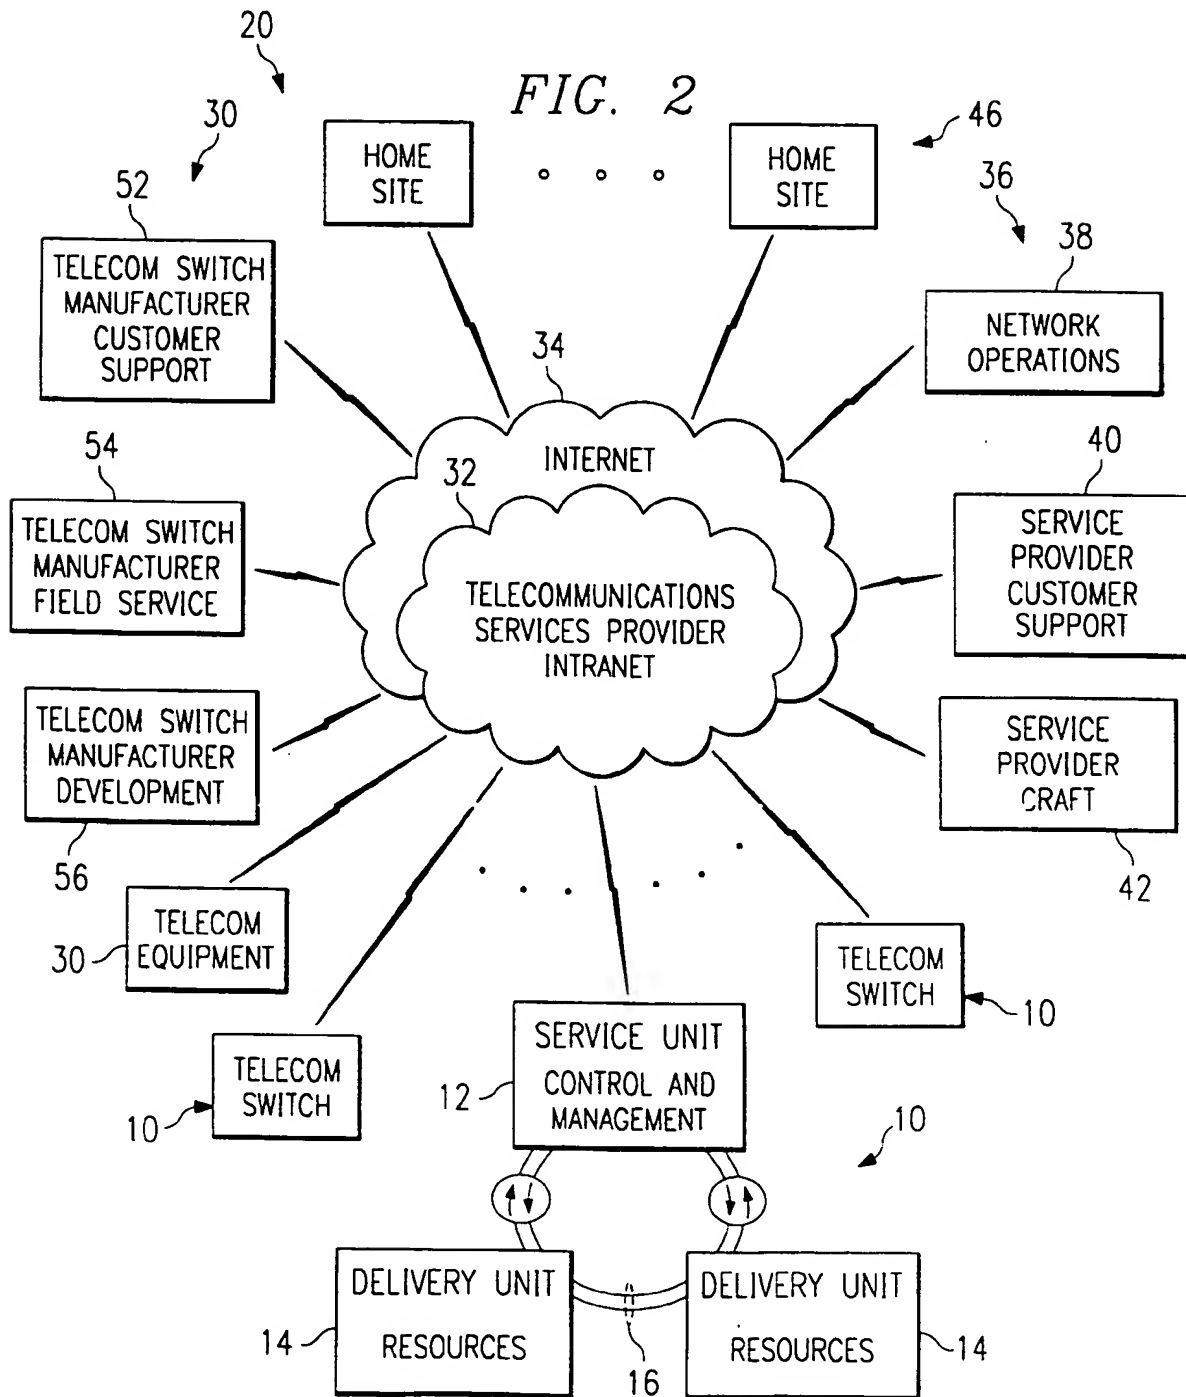 20
FIG. 2
30
46
HOME
SITE
HOME
SITE
36
52
38
TELECOM SWITCH
MANUFACTURER
CUSTOMER
SUPPORT
NETWORK
OPERATIONS
34
INTERNET
54
32
40
TELECOM SWITCH
MANUFACTURER
FIELD SERVICE
SERVICE
PROVIDER
CUSTOMER
SUPPORT
TELECOMMUNICATIONS
SERVICES PROVIDER
INTRANET
TELECOM SWITCH
MANUFACTURER
DEVELOPMENT
SERVICE
PROVIDER
CRAFT
56
42
TELECOM
EQUIPMENT
30
TELECOM
SWITCH
10
TELECOM
SWITCH
10
SERVICE UNIT
CONTROL AND
MANAGEMENT
12
10
DELIVERY UNIT
RESOURCES
14
DELIVERY UNIT
RESOURCES
14
16